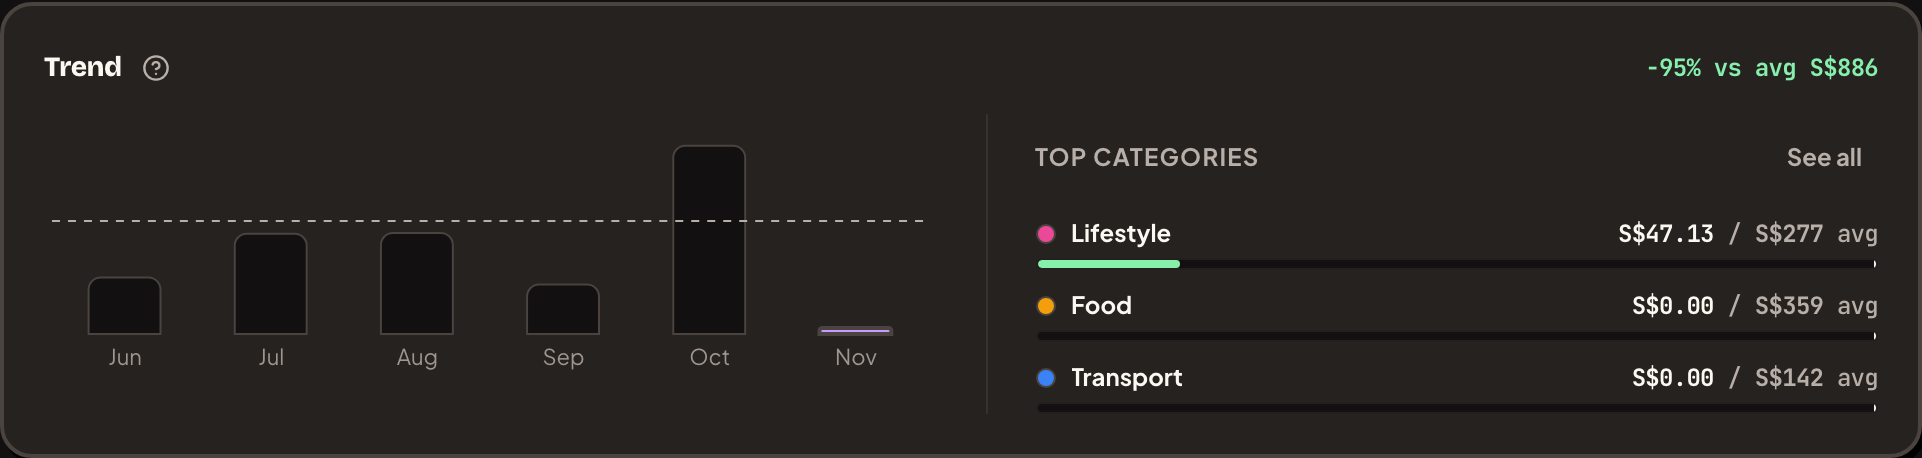 Trend ?
-95% vs avg S$886
Jun Jul Aug Sep Oct Nov
TOP CATEGORIES See all
Lifestyle S$47.13 / S$277 avg
Food S$0.00 / S$359 avg
Transport S$0.00 / S$142 avg